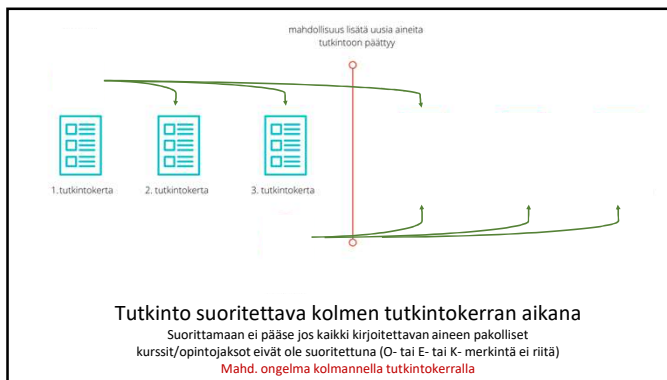 mahdollisuus lisätä uusia aineita
tutkintoon päättyy
1. tutkintokerta
2. tutkintokerta
3. tutkintokerta
Tutkinto suoritettava kolmen tutkintokerran aikana
Suorittamaan ei pääse jos kaikki kirjoitettavan aineen pakolliset
kurssit/opintojaksot eivät ole suoritettuna (O- tai E- tai K- merkintä ei riitä)
Mahd. ongelma kolmannella tutkintokerralla